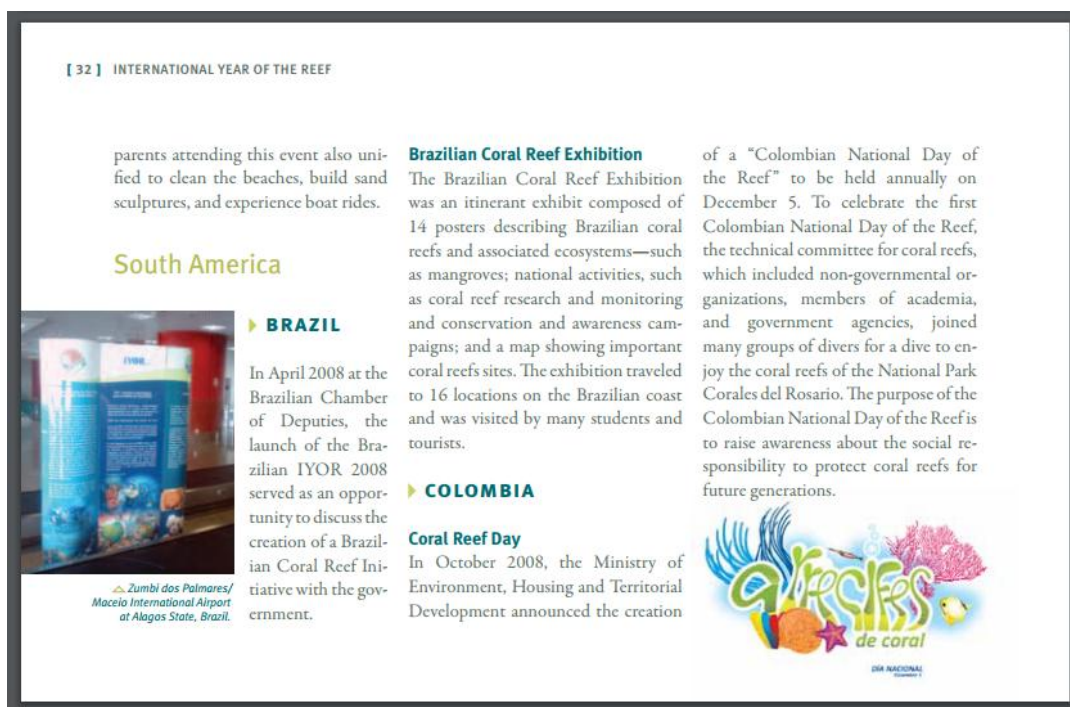 [ 32 ] INTERNATIONAL YEAR OF THE REEF
parents attending this event also uni-
fied to clean the beaches, build sand
sculptures, and experience boat rides.
South America
BRAZIL
In April 2008 at the
Brazilian Chamber
of Deputies, the
launch of the Bra-
zilian IYOR 2008
served as an oppor-
tunity to discuss the
creation of a Brazil-
ian Coral Reef Ini-
tiative with the gov-
ernment.
IYOR
Zumbi dos Palmares/
Maceio International Airport
at Alagos State, Brazil.
Brazilian Coral Reef Exhibition
The Brazilian Coral Reef Exhibition
was an itinerant exhibit composed of
14 posters describing Brazilian coral
reefs and associated ecosystems—such
as mangroves; national activities, such
as coral reef research and monitoring
and conservation and awareness cam-
paigns; and a map showing important
coral reefs sites. The exhibition traveled
to 16 locations on the Brazilian coast
and was visited by many students and
tourists.
COLOMBIA
Coral Reef Day
In October 2008, the Ministry of
Environment, Housing and Territorial
Development announced the creation
of a “Colombian National Day of
the Reef” to be held annually on
December 5. To celebrate the first
Colombian National Day of the Reef,
the technical committee for coral reefs,
which included non-governmental or-
ganizations, members of academia,
and government agencies, joined
many groups of divers for a dive to en-
joy the coral reefs of the National Park
Corales del Rosario. The purpose of the
Colombian National Day of the Reef is
to raise awareness about the social re-
sponsibility to protect coral reefs for
future generations.
arrecifes
de coral
DÍA NACIONAL